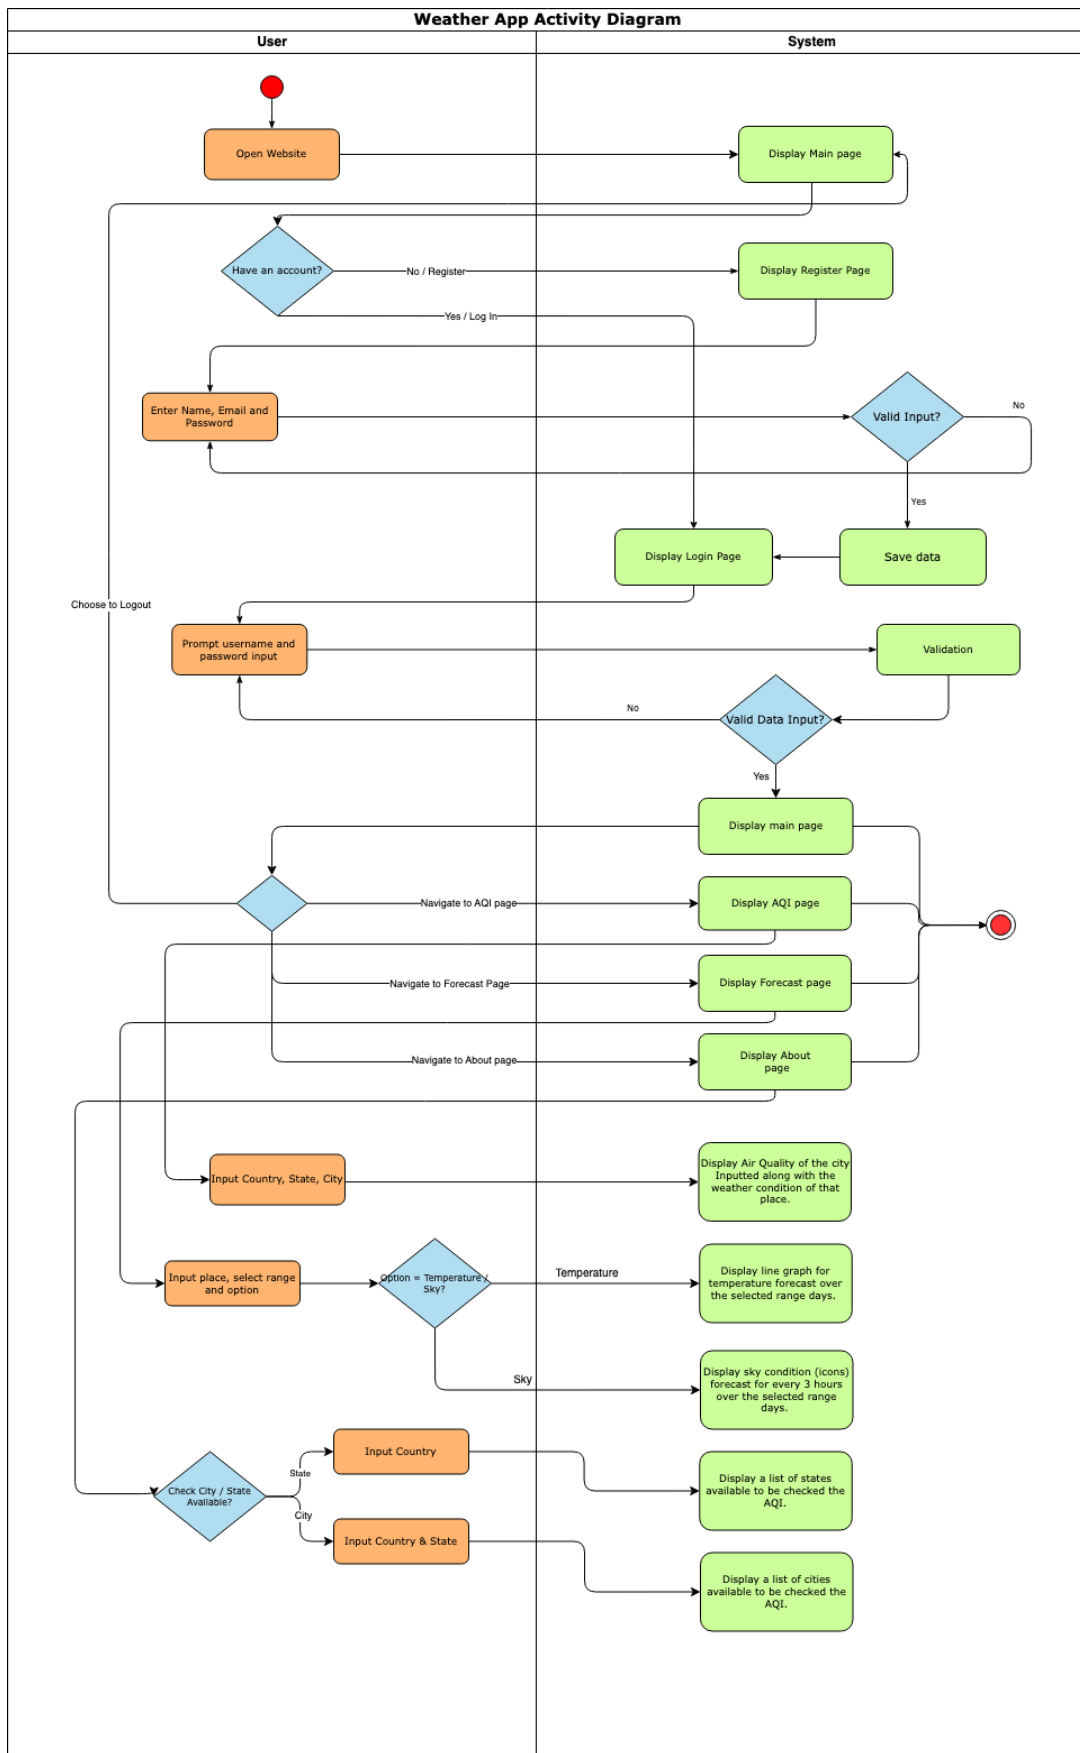 Weather App Activity Diagram
User
System
Open Website
Display Main page
Have an account?
No / Register
Display Register Page
Yes / Log In
Enter Name, Email and
Password
Valid Input?
No
Yes
Display Login Page
Save data
Choose to Logout
Prompt username and
password input
Validation
No
Valid Data Input?
Yes
Display main page
Navigate to AQI page
Display AQI page
Navigate to Forecast Page
Display Forecast page
Navigate to About page
Display About
page
Input Country, State, City
Display Air Quality of the city
Inputted along with the
weather condition of that
place.
Input place, select range
and option
Option = Temperature /
Sky?
Temperature
Display line graph for
temperature forecast over
the selected range days.
Sky
Display sky condition (icons)
forecast for every 3 hours
over the selected range
days.
Check City / State
Available?
State
City
Input Country
Display a list of states
available to be checked the
AQI.
Input Country & State
Display a list of cities
available to be checked the
AQI.